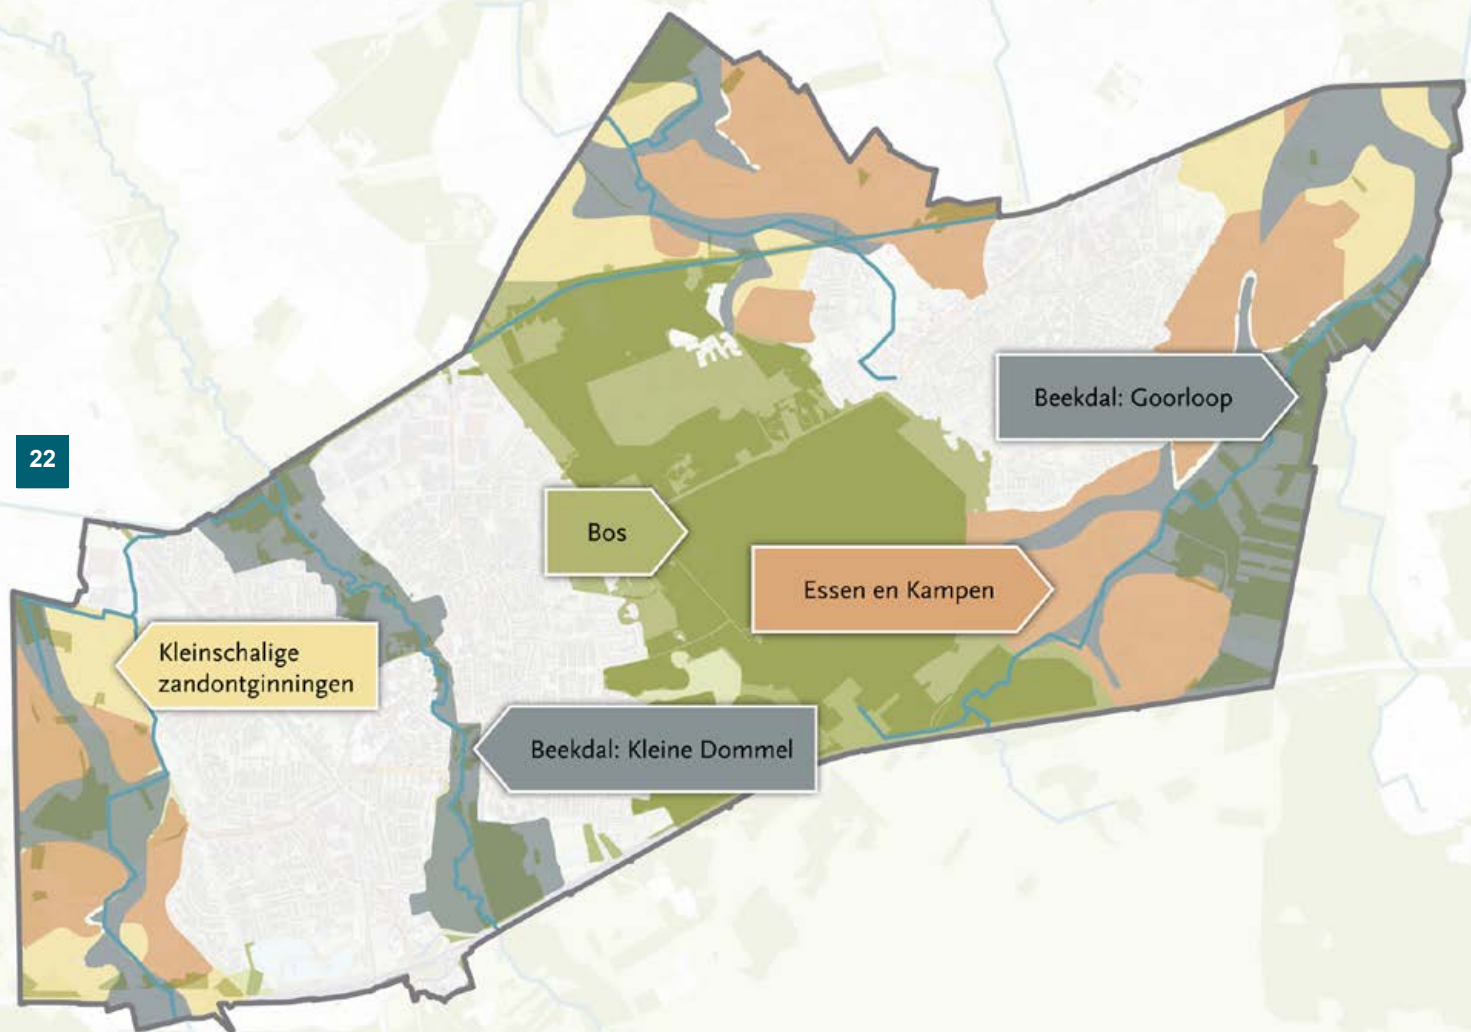 Beekdal: Goorloop
22
Bos
Essen en Kampen
Kleinschalige
zandontginningen
Beekdal: Kleine Dommel